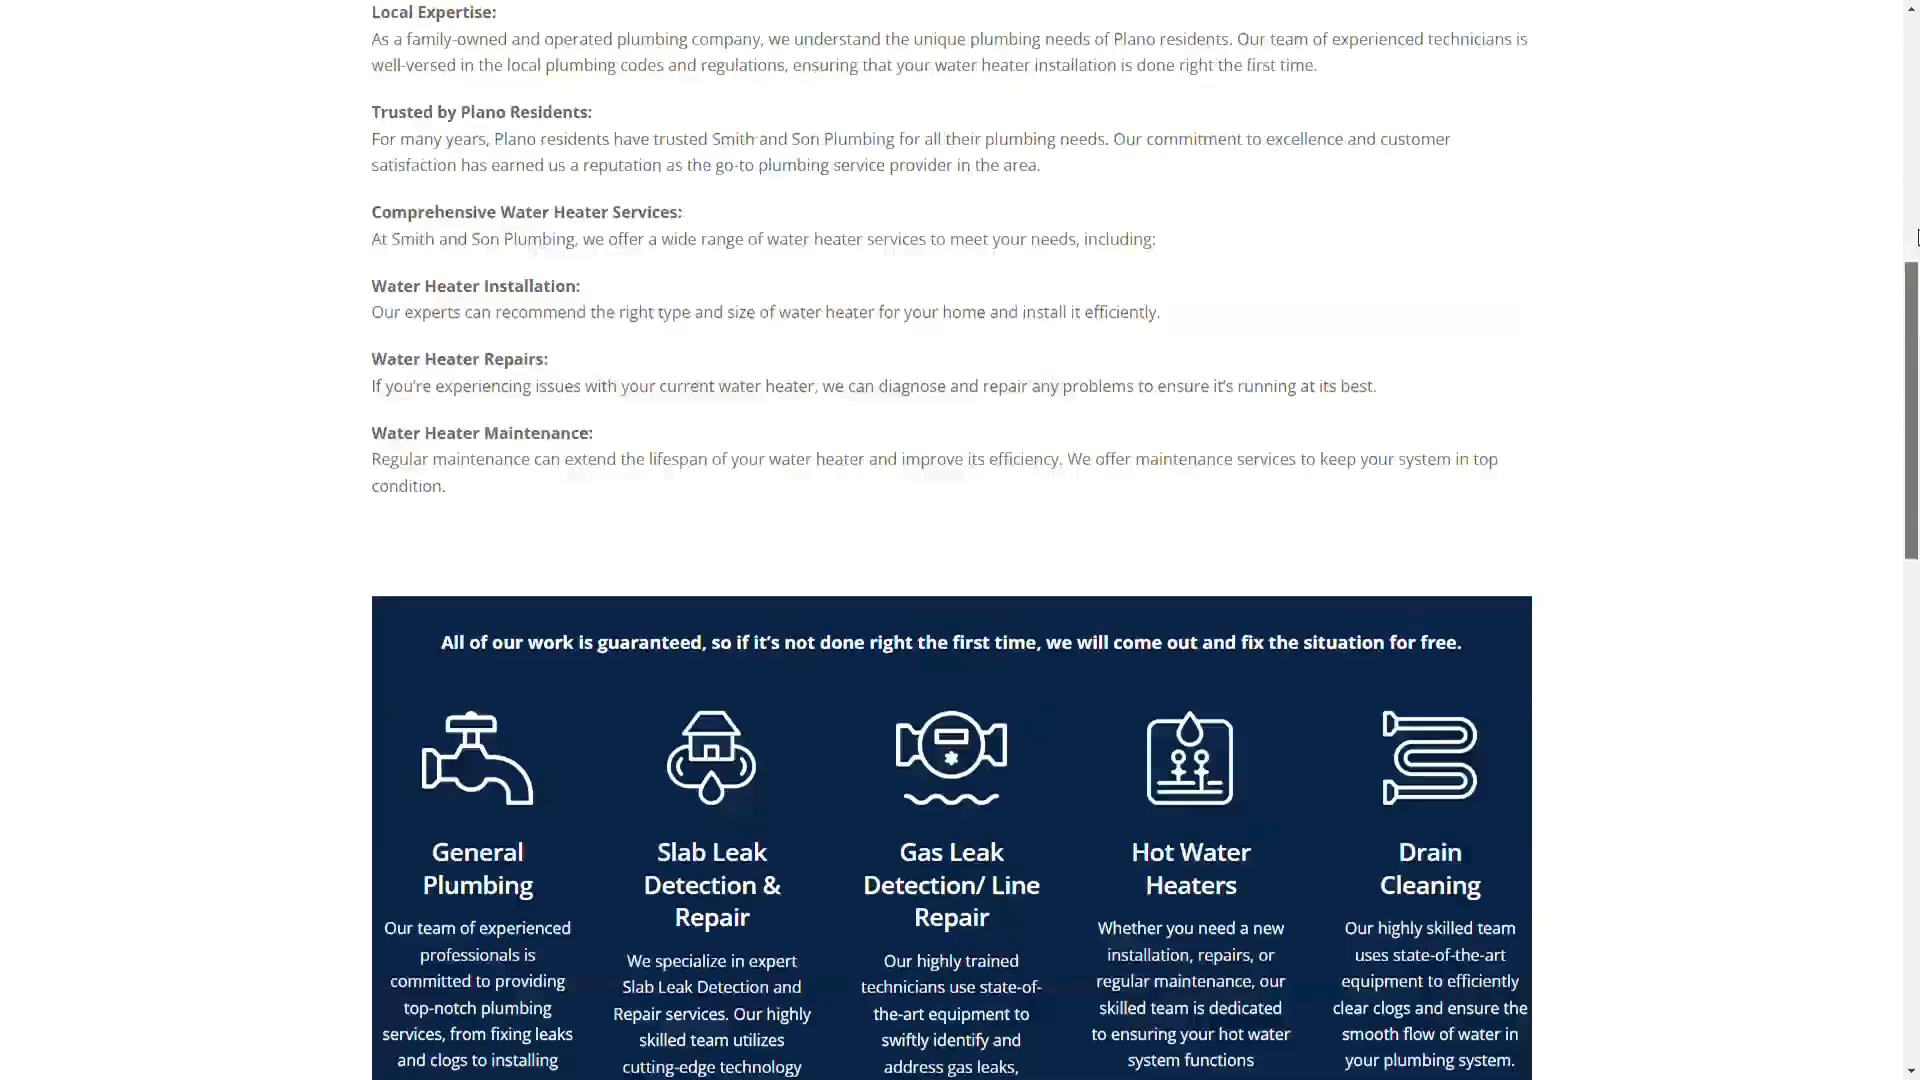 Local Expertise:
As a family-owned and operated plumbing company, we understand the unique plumbing needs of Plano residents. Our team of experienced technicians is
well-versed in the local plumbing codes and regulations, ensuring that your water heater installation is done right the first time.
Trusted by Plano Residents:
For many years, Plano residents have trusted Smith and Son Plumbing for all their plumbing needs. Our commitment to excellence and customer
satisfaction has earned us a reputation as the go-to plumbing service provider in the area.
Comprehensive Water Heater Services:
At Smith and Son Plumbing, we offer a wide range of water heater services to meet your needs, including:
Water Heater Installation:
Our experts can recommend the right type and size of water heater for your home and install it efficiently.
Water Heater Repairs:
If you’re experiencing issues with your current water heater, we can diagnose and repair any problems to ensure it’s running at its best.
Water Heater Maintenance:
Regular maintenance can extend the lifespan of your water heater and improve its efficiency. We offer maintenance services to keep your system in top
condition.
All of our work is guaranteed, so if it’s not done right the first time, we will come out and fix the situation for free.
General
Plumbing
Our team of experienced
professionals is
committed to providing
top-notch plumbing
services, from fixing leaks
and clogs to installing
Slab Leak
Detection &
Repair
We specialize in expert
Slab Leak Detection and
Repair services. Our highly
skilled team utilizes
cutting-edge technology
Gas Leak
Detection/ Line
Repair
Our highly trained
technicians use state-of-
the-art equipment to
swiftly identify and
address gas leaks,
Hot Water
Heaters
Whether you need a new
installation, repairs, or
regular maintenance, our
skilled team is dedicated
to ensuring your hot water
system functions
Drain
Cleaning
Our highly skilled team
uses state-of-the-art
equipment to efficiently
clear clogs and ensure the
smooth flow of water in
your plumbing system.